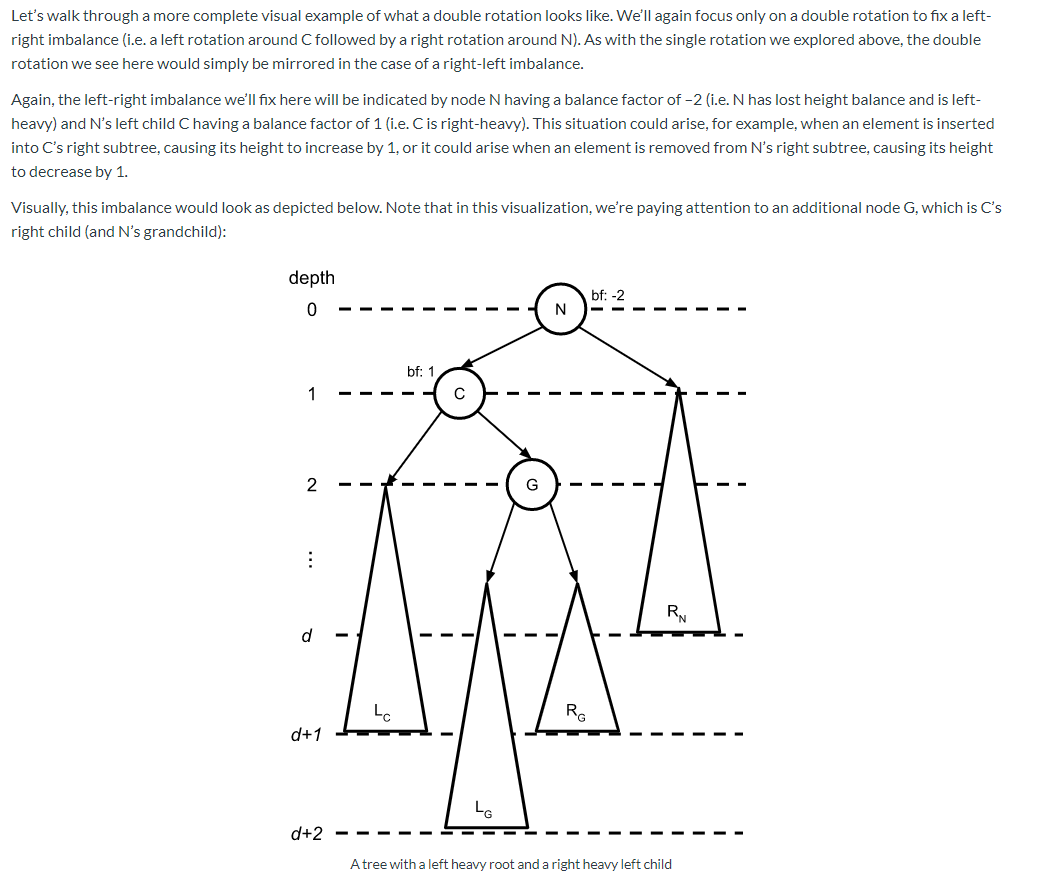 Let's walk through a more complete visual example of what a double rotation looks like. We'll again focus only on a double rotation to fix a left-
right imbalance (i.e. a left rotation around C followed by a right rotation around N). As with the single rotation we explored above, the double
rotation we see here would simply be mirrored in the case of a right-left imbalance.
Again, the left-right imbalance we'll fix here will be indicated by node N having a balance factor of −2 (i.e. N has lost height balance and is left-
heavy) and N's left child C having a balance factor of 1 (i.e. C is right-heavy). This situation could arise, for example, when an element is inserted
into C's right subtree, causing its height to increase by 1, or it could arise when an element is removed from N's right subtree, causing its height
to decrease by 1.
Visually, this imbalance would look as depicted below. Note that in this visualization, we're paying attention to an additional node G, which is C's
right child (and N's grandchild):
depth
bf: -2
0
N
bf: 1
1
C
2
G
⋮
R_N
d
L_C
R_G
d+1
L_G
d+2
A tree with a left heavy root and a right heavy left child